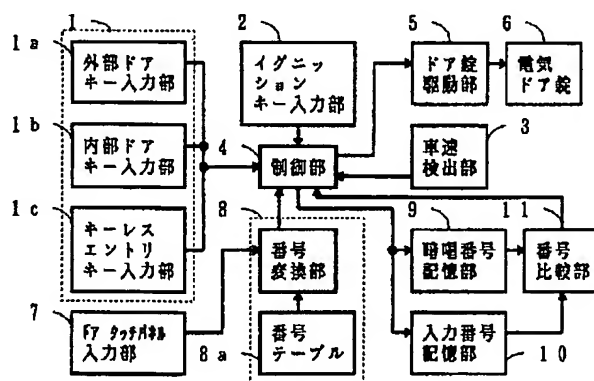 1
1a
外部ドア
キー入力部
1b
内部ドア
キー入力部
1c
キーレス
エントリ
キー入力部
7
ドア タッチパネル
入力部
2
イグニッ
ション
キー入力部
4
制御部
8
番号
変換部
8a
番号
テーブル
5
ドア錠
駆動部
6
電気
ドア錠
車速
検出部
3
9
暗唱番号
記憶部
11
番号
比較部
入力番号
記憶部
10